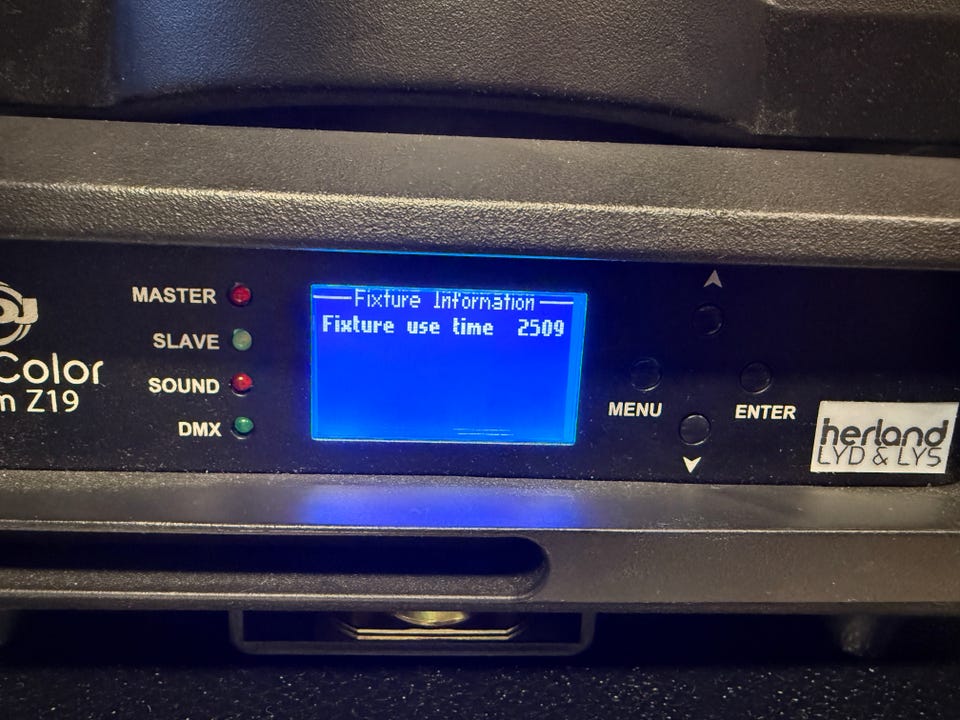 MASTER
SLAVE
SOUND
DMX
Color
m Z19
Fixture Information
Fixture use time 2509
MENU
ENTER
herland
LYD & LYS